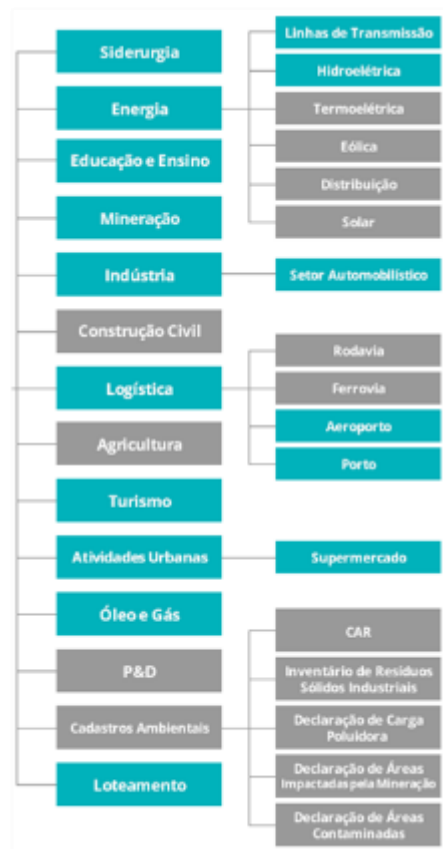 Siderurgia
Energia
Linhas de Transmissão
Hidroelétrica
Termoelétrica
Eólica
Distribuição
Solar
Educação e Ensino
Mineração
Indústria
Setor Automobilístico
Construção Civil
Logística
Rodavia
Ferrovia
Aeroporto
Porto
Agricultura
Turismo
Atividades Urbanas
Supermercado
Óleo e Gás
P&D
Cadastros Ambientais
CAR
Inventário de Resíduos
Sólidos Industriais
Declaração de Carga
Poluidora
Declaração de Áreas
Impactadas pela Mineração
Declaração de Áreas
Contaminadas
Loteamento